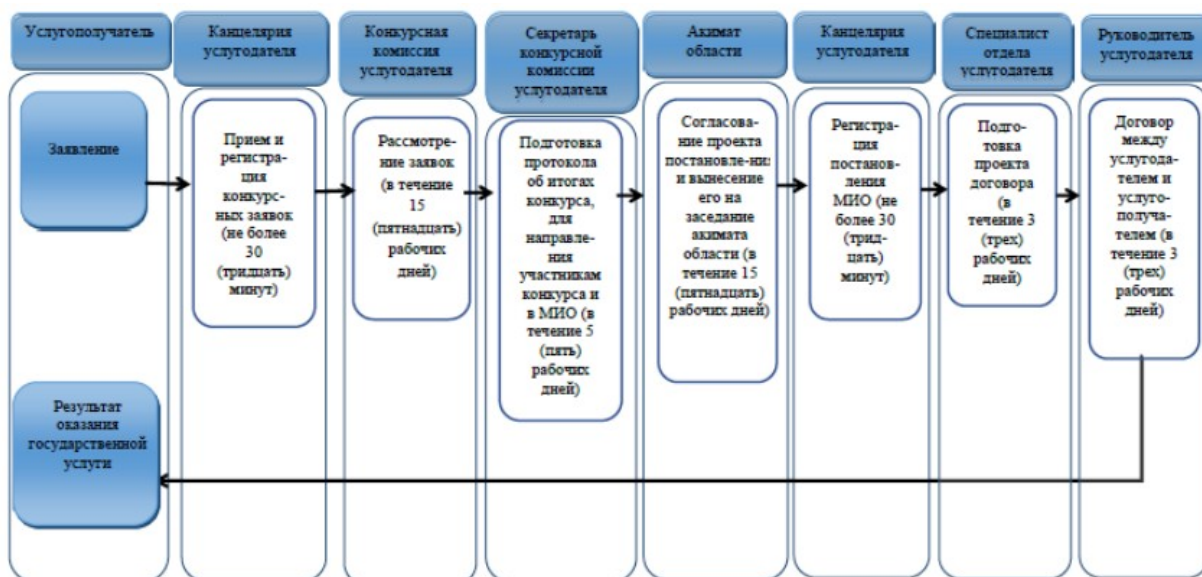 Услугополучатель
Канцелярия
услугодателя
Конкурсная
комиссия
услугодателя
Секретарь
конкурсной
комиссии
услугодателя
Акимат
области
Канцелярия
услугодателя
Специалист
отдела
услугодателя
Руководитель
услугодателя
Заявление
Прием и
регистра-
ция
конкурс-
ных заявок
(не более
30
(тридцать)
минут)
Рассмотре-
ние заявок
(в течение
15
(пятнадцать)
рабочих
дней)
Подготовка
протокола
об итогах
конкурса,
для
направле-
ния
участникам
конкурса и
в МИО (в
течение 5
(пять)
рабочих
дней)
Согласова-
ние проекта
постановле-ния
и вынесение
его на
заседание
акимата
области (в
течение 15
(пятнадцать)
рабочих дней)
Регистра-
ция
постанов-
ления
МИО (не
более 30
(трид-
цать)
минут
Подго-
товка
проекта
договора
(в
течение 3
(трех)
рабочих
дней)
Договор
между
услугода-
телем и
услуго-
получа-
телем (в
течение 3
(трех)
рабочих
дней)
Результат
оказания
государственной
услуги